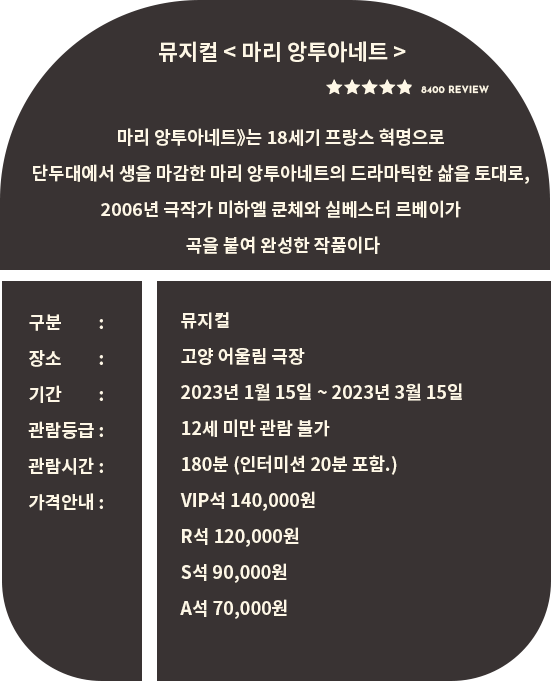 뮤지컬 < 마리 앙투아네트 >
8400 REVIEW
마리 앙투아네트》는 18세기 프랑스 혁명으로
단두대에서 생을 마감한 마리 앙투아네트의 드라마틱한 삶을 토대로,
2006년 극작가 미하엘 쿤체와 실베스터 르베이가
곡을 붙여 완성한 작품이다
구분 : 뮤지컬
장소 : 고양 어울림 극장
기간 : 2023년 1월 15일 ~ 2023년 3월 15일
관람등급 : 12세 미만 관람 불가
관람시간 : 180분 (인터미션 20분 포함.)
가격안내 : VIP석 140,000원
R석 120,000원
S석 90,000원
A석 70,000원